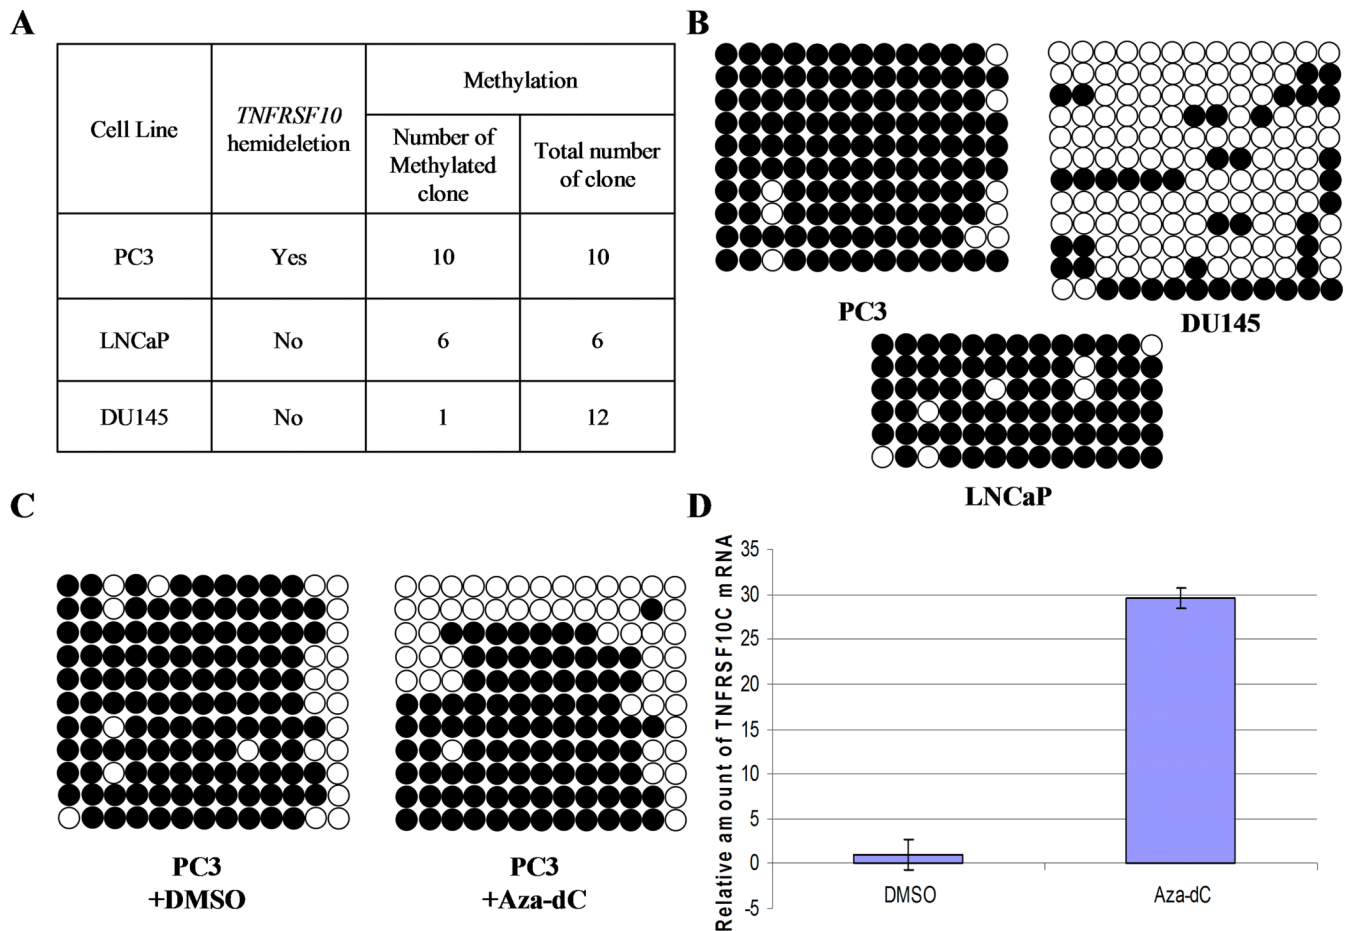 A
Cell Line
TNFRSF10
hemideletion
Methylation
Number of
Methylated
clone
Total number
of clone
PC3
Yes
10
10
LNCaP
No
6
6
DU145
No
1
12
B
PC3
DU145
LNCaP
C
PC3
+DMSO
PC3
+Aza-dC
D
Relative amount of TNFRSF10C mRNA
35
30
25
20
15
10
5
0
-5
DMSO
Aza-dC